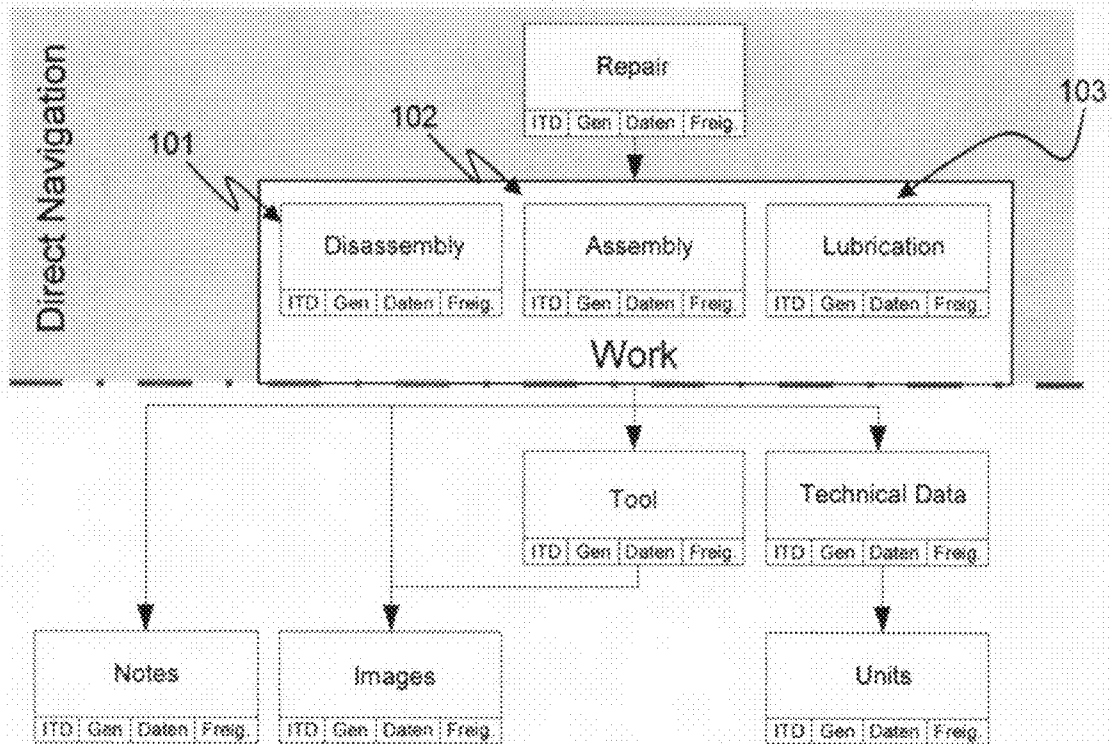 Direct Navigation
Repair
ITD Gen Daten Freig.
101
102
103
Disassembly
ITD Gen Daten Freig.
Assembly
ITD Gen Daten Freig.
Lubrication
ITD Gen Daten Freig.
Work
Tool
ITD Gen Daten Freig.
Technical Data
ITD Gen Daten Freig.
Notes
ITD Gen Daten Freig.
Images
ITD Gen Daten Freig.
Units
ITD Gen Daten Freig.